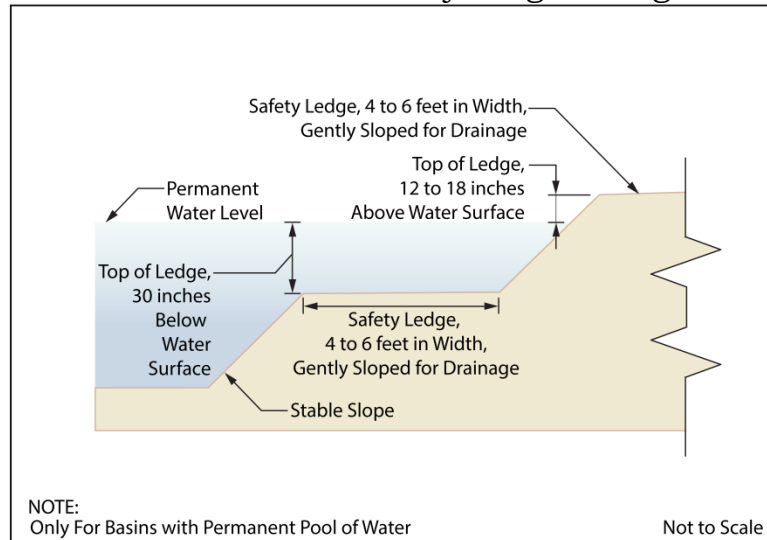 Safety Ledge, 4 to 6 feet in Width,
Gently Sloped for Drainage
Top of Ledge,
12 to 18 inches
Above Water Surface
Permanent
Water Level
Top of Ledge,
30 inches
Below
Water
Surface
Safety Ledge,
4 to 6 feet in Width,
Gently Sloped for Drainage
Stable Slope
NOTE:
Only For Basins with Permanent Pool of Water
Not to Scale